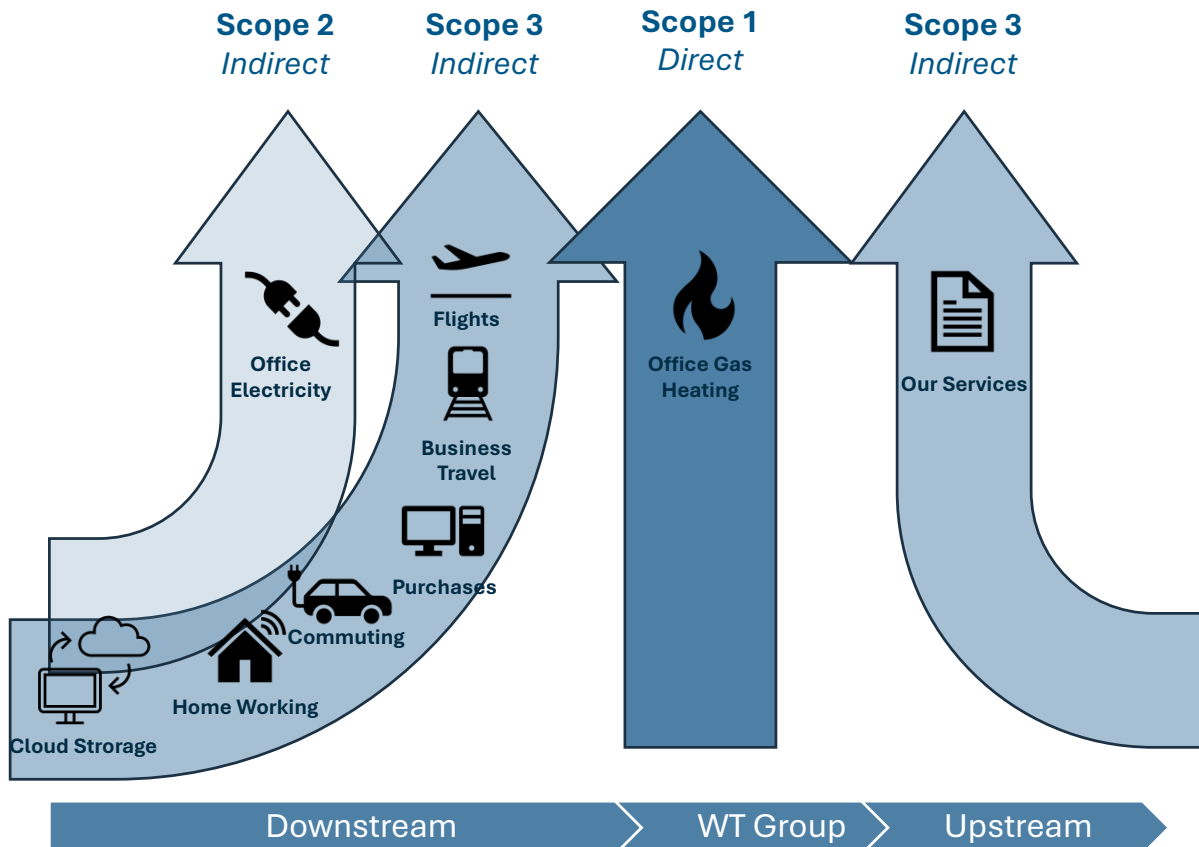 Scope 2
Indirect
Scope 3
Indirect
Scope 1
Direct
Scope 3
Indirect
Office
Electricity
Flights
Business
Travel
Purchases
Commuting
Home Working
Cloud Strorage
Office Gas
Heating
Our Services
Downstream
WT Group
Upstream